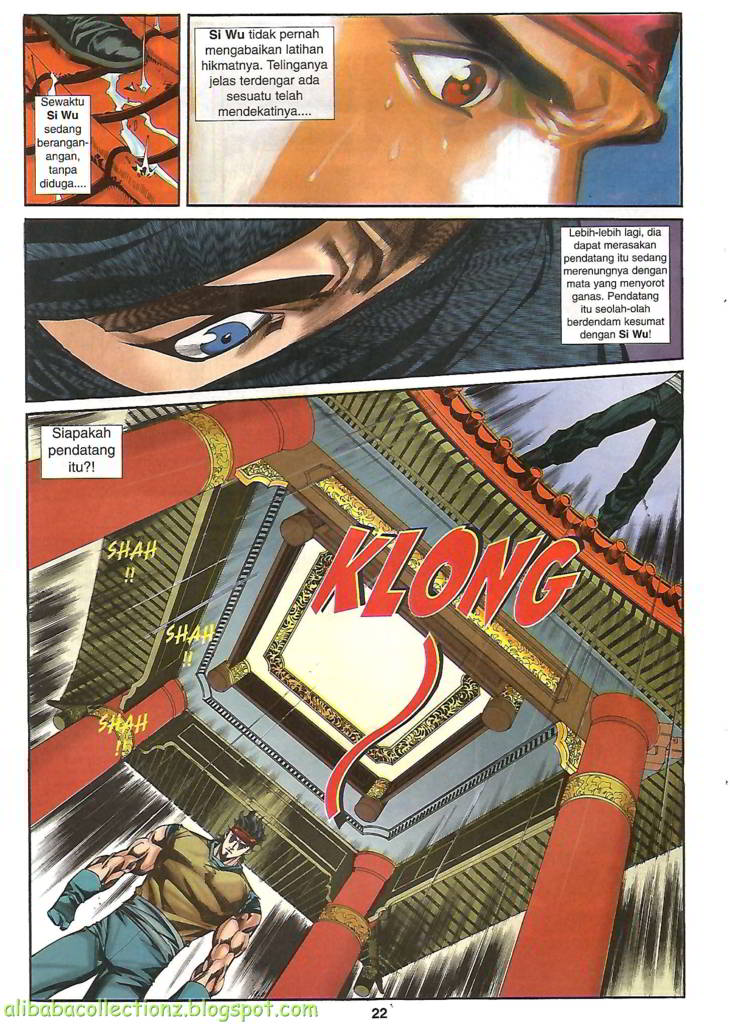 Sewaktu
Si Wu
sedang
berangan-
angan,
tanpa
diduga....
Si Wu tidak pernah
mengabaikan latihan
hikmatnya. Telinganya
jelas terdengar ada
sesuatu telah
mendekatinya....
Lebih-lebih lagi, dia
dapat merasakan
pendatang itu sedang
merenungnya dengan
mata yang menyorot
ganas. Pendatang
itu seolah-olah
berdendam kesumat
dengan Si Wu!
Siapakah
pendatang
itu?!
KLONG
SHAH
!!
SHAH
!!
SHAH
!!
alibabacollectionz.blogspot.com
22